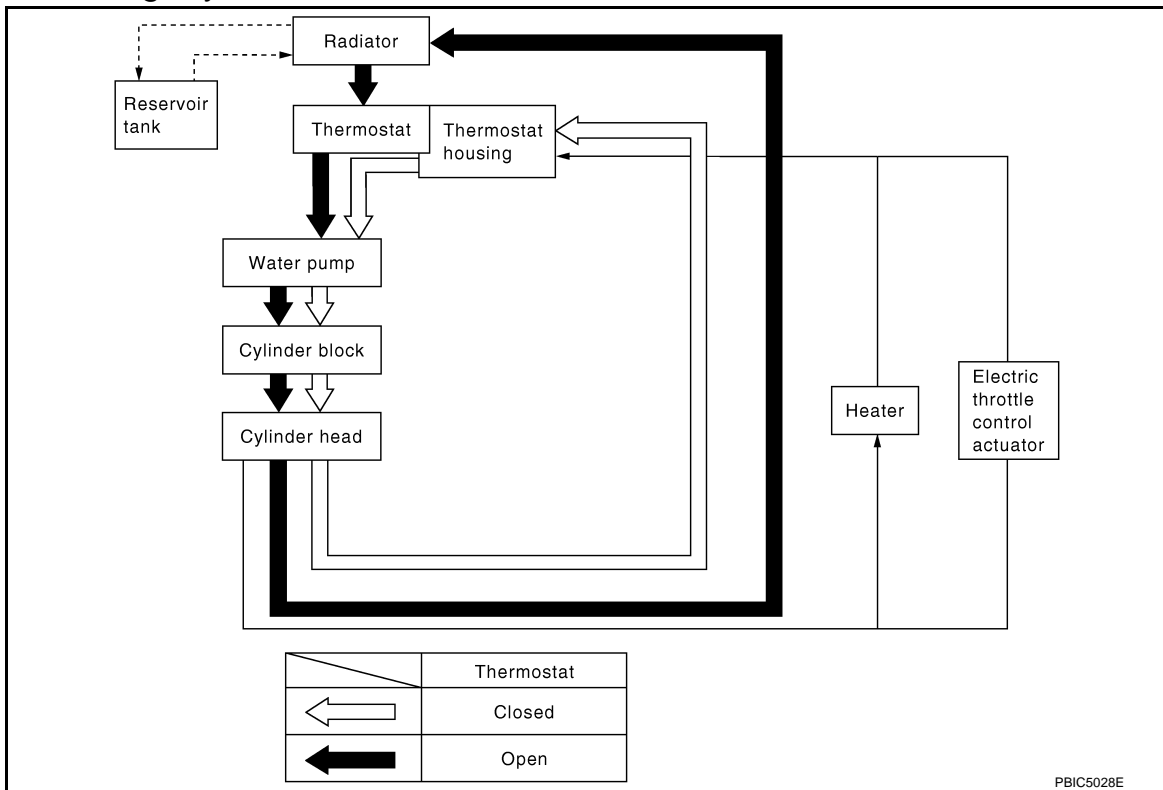 Radiator
Reservoir
tank
Thermostat
Thermostat
housing
Water pump
Cylinder block
Cylinder head
Heater
Electric
throttle
control
actuator
Thermostat
Closed
Open
PBIC5028E